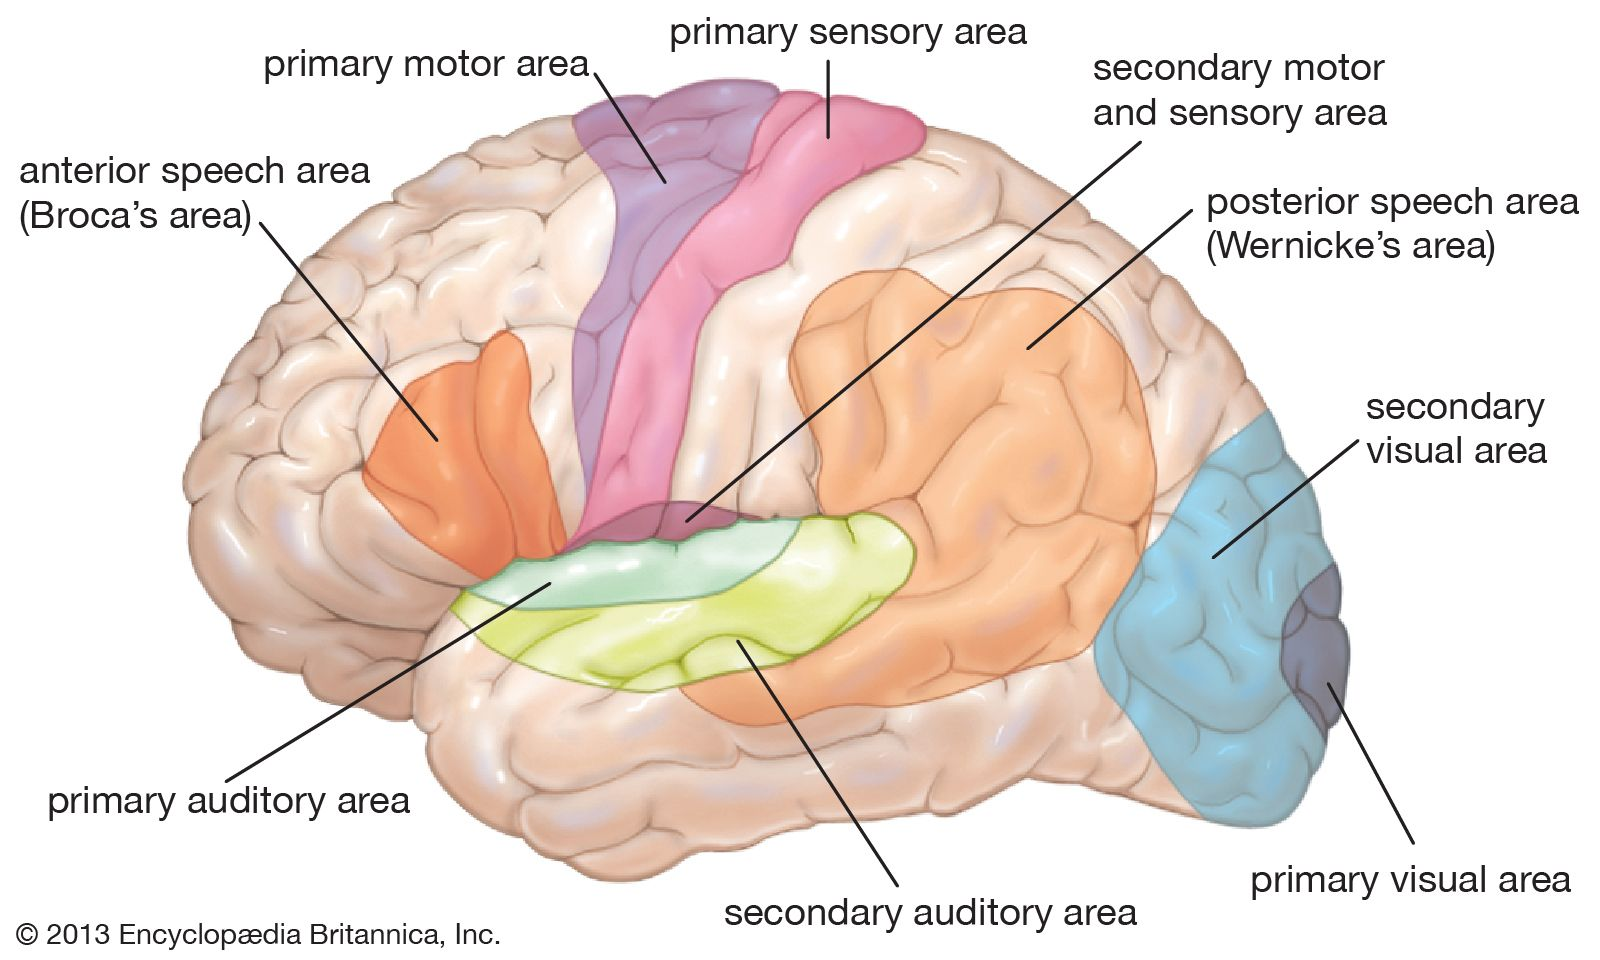 primary sensory area
primary motor area
secondary motor
and sensory area
anterior speech area
(Broca’s area)
posterior speech area
(Wernicke’s area)
secondary
visual area
primary auditory area
primary visual area
secondary auditory area
© 2013 Encyclopædia Britannica, Inc.